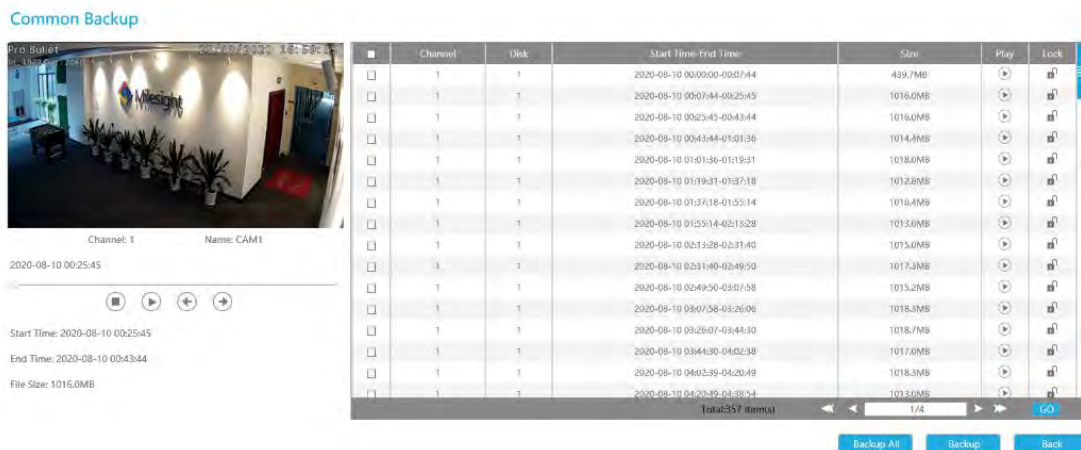 Common Backup
Pro Bullet
Milesight
Channel: 1 Name: CAM1
2020-08-10 00:25:45
Start Time: 2020-08-10 00:25:45
End Time: 2020-08-10 00:43:44
File Size: 1016.0MB
Channel Disk Start Time-End Time Size Play Lock
1 1 2020-08-10 00:00:00-00:07:44 439.7MB
1 1 2020-08-10 00:07:44-00:25:45 1016.0MB
1 1 2020-08-10 00:25:45-00:43:44 1016.0MB
1 1 2020-08-10 00:43:44-01:01:36 1014.4MB
1 1 2020-08-10 01:01:36-01:19:31 1018.0MB
1 1 2020-08-10 01:19:31-01:37:18 1012.8MB
1 1 2020-08-10 01:37:18-01:55:14 1016.4MB
1 1 2020-08-10 01:55:14-02:13:28 1013.0MB
1 1 2020-08-10 02:13:28-02:31:40 1015.0MB
1 1 2020-08-10 02:31:40-02:49:50 1017.3MB
1 1 2020-08-10 02:49:50-03:07:58 1015.2MB
1 1 2020-08-10 03:07:58-03:26:06 1018.3MB
1 1 2020-08-10 03:26:07-03:44:30 1018.7MB
1 1 2020-08-10 03:44:30-04:02:38 1017.0MB
1 1 2020-08-10 04:02:39-04:20:49 1018.3MB
1 1 2020-08-10 04:20:49-04:38:54 1013.0MB
Total:357 item(s) 1/4 GO
Backup All Backup Back